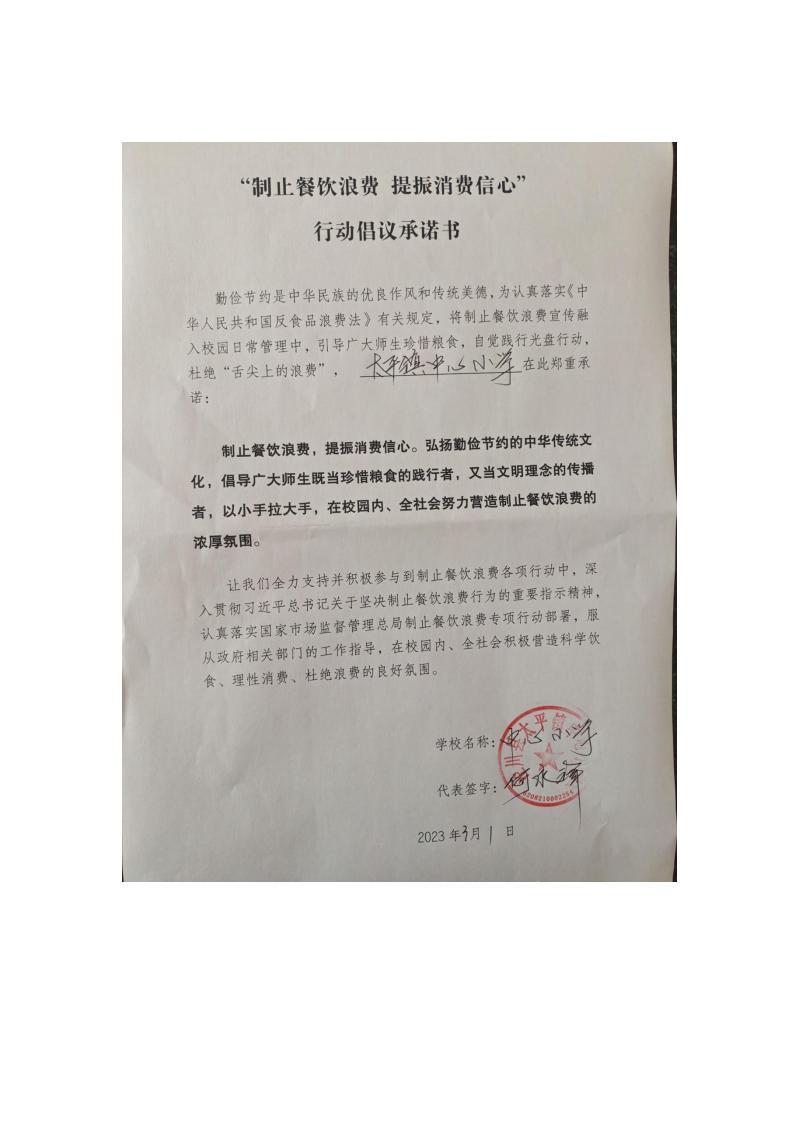 “制止餐饮浪费 提振消费信心”
行动倡议承诺书
勤俭节约是中华民族的优良作风和传统美德，为认真落实《中
华人民共和国反食品浪费法》有关规定，将制止餐饮浪费宣传融
入校园日常管理中，引导广大师生珍惜粮食，自觉践行光盘行动，
杜绝“舌尖上的浪费”， 太平镇中心小学 在此郑重承
诺：
制止餐饮浪费，提振消费信心。弘扬勤俭节约的中华传统文
化，倡导广大师生既当珍惜粮食的践行者，又当文明理念的传播
者，以小手拉大手，在校园内、全社会努力营造制止餐饮浪费的
浓厚氛围。
让我们全力支持并积极参与到制止餐饮浪费各项行动中，深
入贯彻习近平总书记关于坚决制止餐饮浪费行为的重要指示精神，
认真落实国家市场监督管理总局制止餐饮浪费专项行动部署，服
从政府相关部门的工作指导，在校园内、全社会积极营造科学饮
食、理性消费、杜绝浪费的良好氛围。
学校名称：中心小学
代表签字：
2023年3月1日